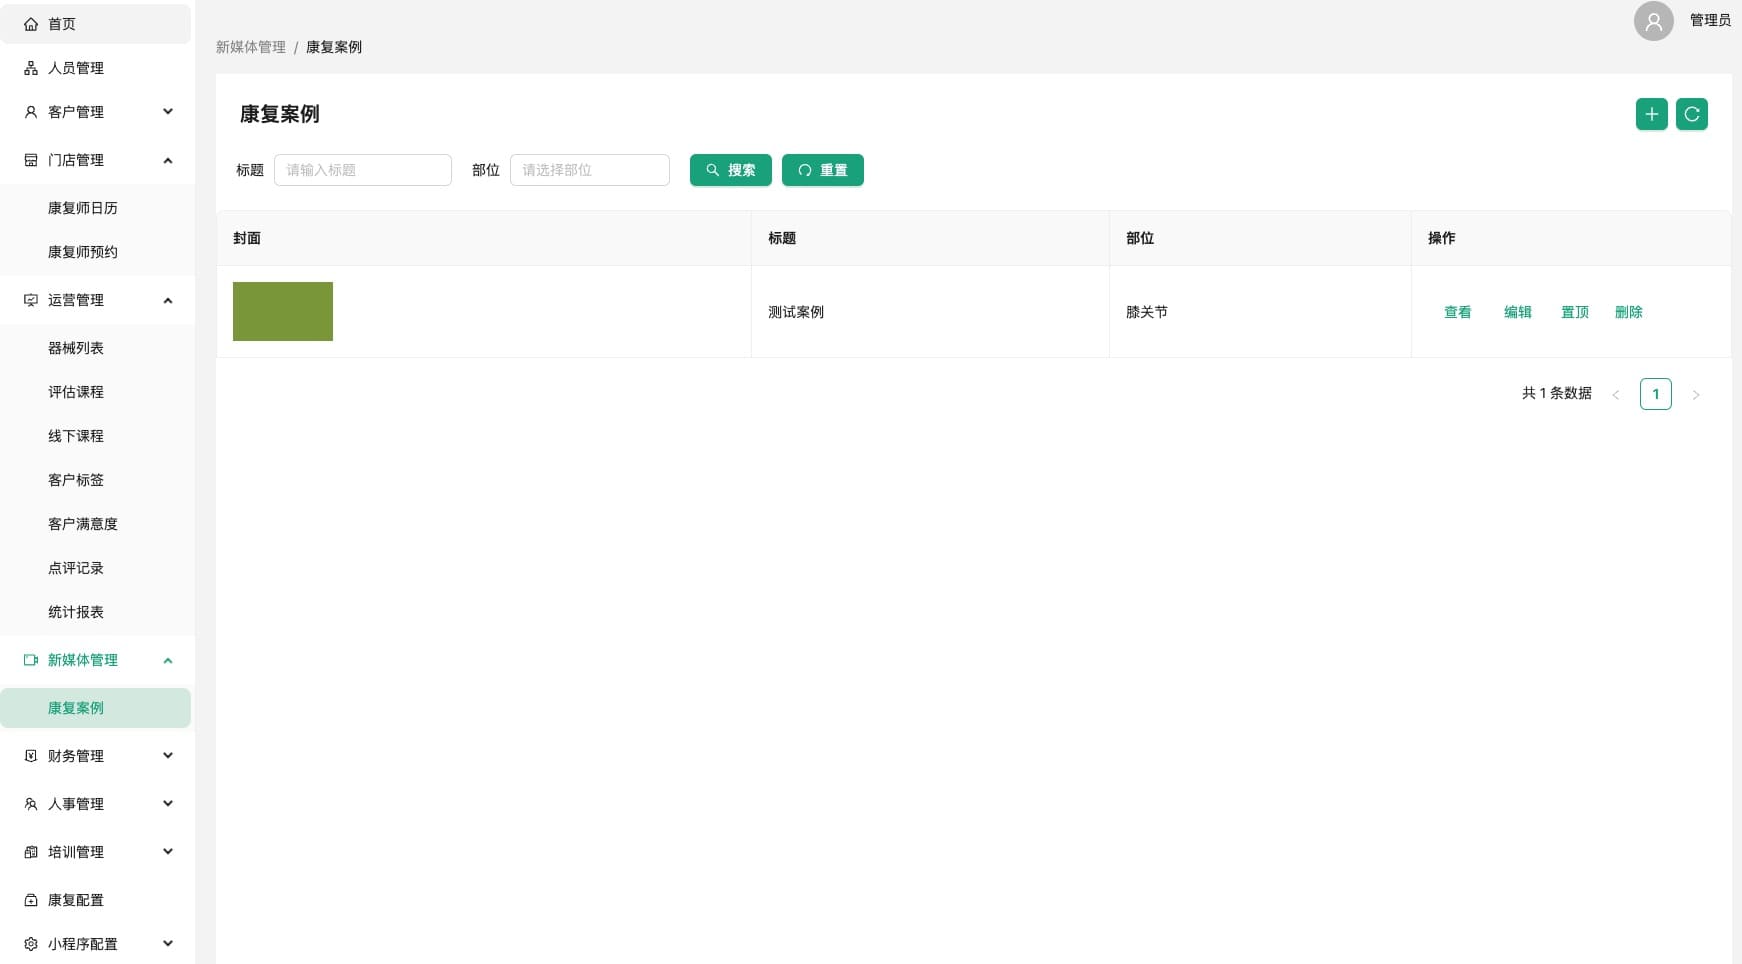 首页
人员管理
客户管理
门店管理
康复师日历
康复师预约
运营管理
器械列表
评估课程
线下课程
客户标签
客户满意度
点评记录
统计报表
新媒体管理
康复案例
财务管理
人事管理
培训管理
康复配置
小程序配置
管理员
新媒体管理 / 康复案例
康复案例
标题 请输入标题 部位 请选择部位 搜索 重置
封面 标题 部位 操作
测试案例 膝关节 查看 编辑 置顶 删除
共 1 条数据 < 1 >